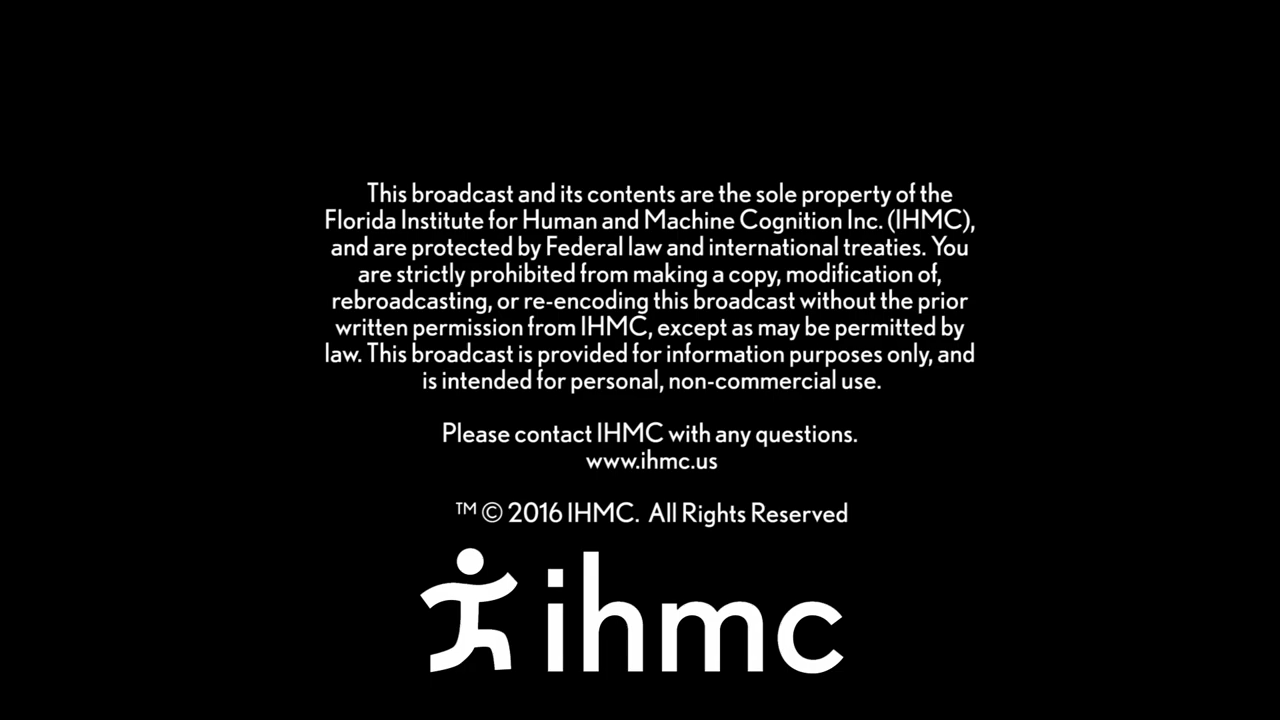 This broadcast and its contents are the sole property of the
Florida Institute for Human and Machine Cognition Inc. (IHMC),
and are protected by Federal law and international treaties. You
are strictly prohibited from making a copy, modification of,
rebroadcasting, or re-encoding this broadcast without the prior
written permission from IHMC, except as may be permitted by
law. This broadcast is provided for information purposes only, and
is intended for personal, non-commercial use.
Please contact IHMC with any questions.
www.ihmc.us
™ © 2016 IHMC. All Rights Reserved
ihmc